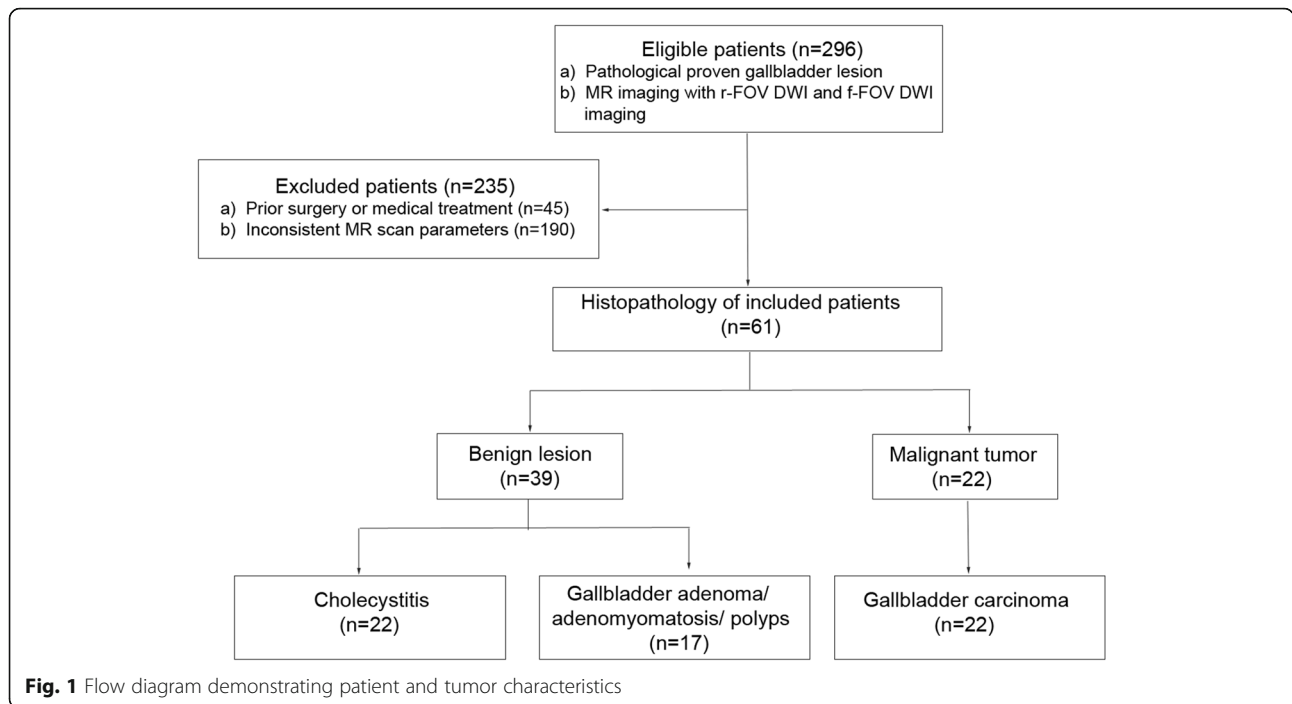 Eligible patients (n=296)
a) Pathological proven gallbladder lesion
b) MR imaging with r-FOV DWI and f-FOV DWI
imaging
Excluded patients (n=235)
a) Prior surgery or medical treatment (n=45)
b) Inconsistent MR scan parameters (n=190)
Histopathology of included patients
(n=61)
Benign lesion
(n=39)
Malignant tumor
(n=22)
Cholecystitis
(n=22)
Gallbladder adenoma/
adenomyomatosis/ polyps
(n=17)
Gallbladder carcinoma
(n=22)
Fig. 1 Flow diagram demonstrating patient and tumor characteristics